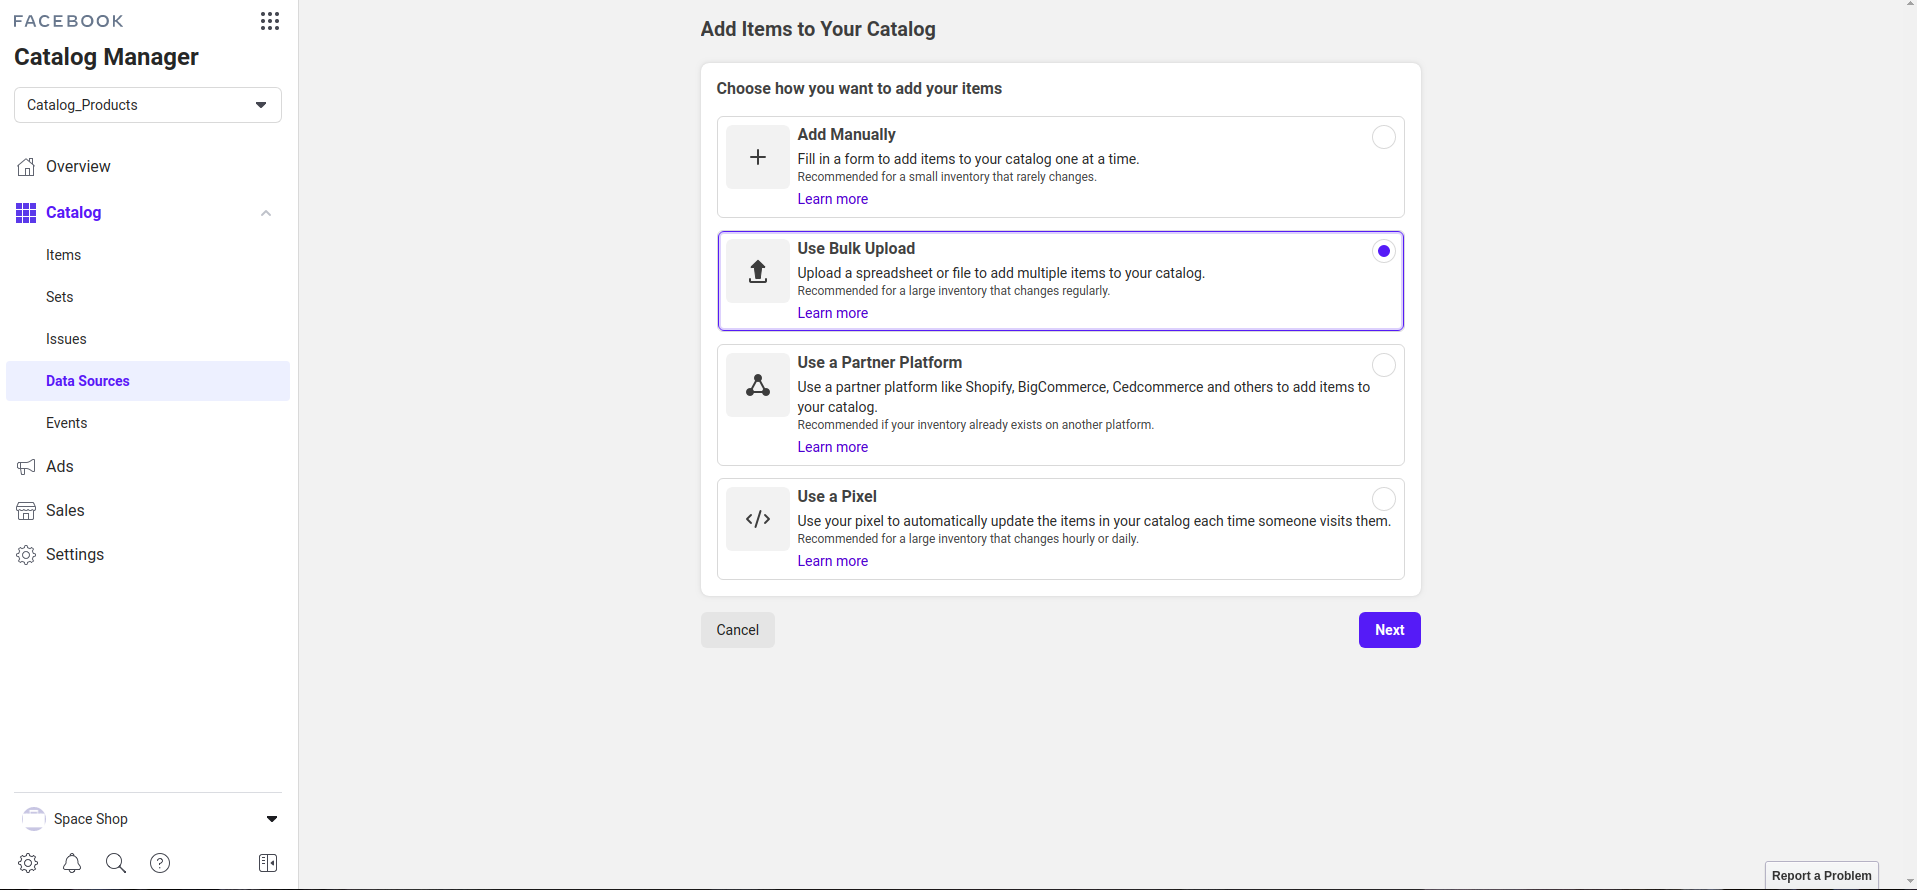 FACEBOOK
Catalog Manager
Catalog_Products
Overview
Catalog
Items
Sets
Issues
Data Sources
Events
Ads
Sales
Settings
Space Shop
Add Items to Your Catalog
Choose how you want to add your items
Add Manually
Fill in a form to add items to your catalog one at a time.
Recommended for a small inventory that rarely changes.
Learn more
Use Bulk Upload
Upload a spreadsheet or file to add multiple items to your catalog.
Recommended for a large inventory that changes regularly.
Learn more
Use a Partner Platform
Use a partner platform like Shopify, BigCommerce, Cedcommerce and others to add items to
your catalog.
Recommended if your inventory already exists on another platform.
Learn more
Use a Pixel
Use your pixel to automatically update the items in your catalog each time someone visits them.
Recommended for a large inventory that changes hourly or daily.
Learn more
Cancel
Next
Report a Problem